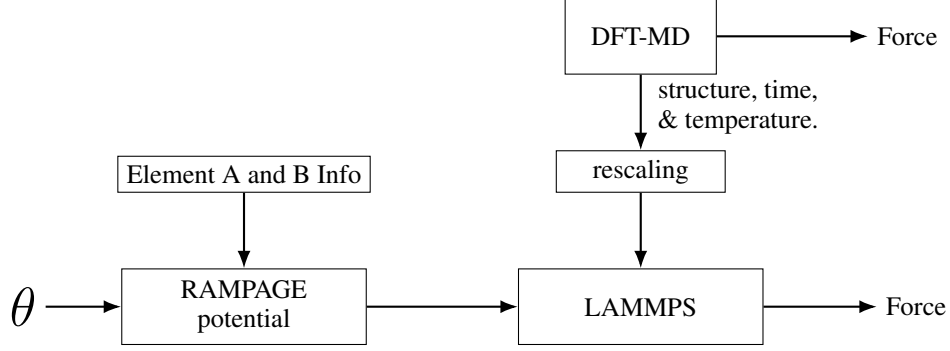 DFT-MD
Force
structure, time,
& temperature.
Element A and B Info
rescaling
θ
RAMPAGE
potential
LAMMPS
Force